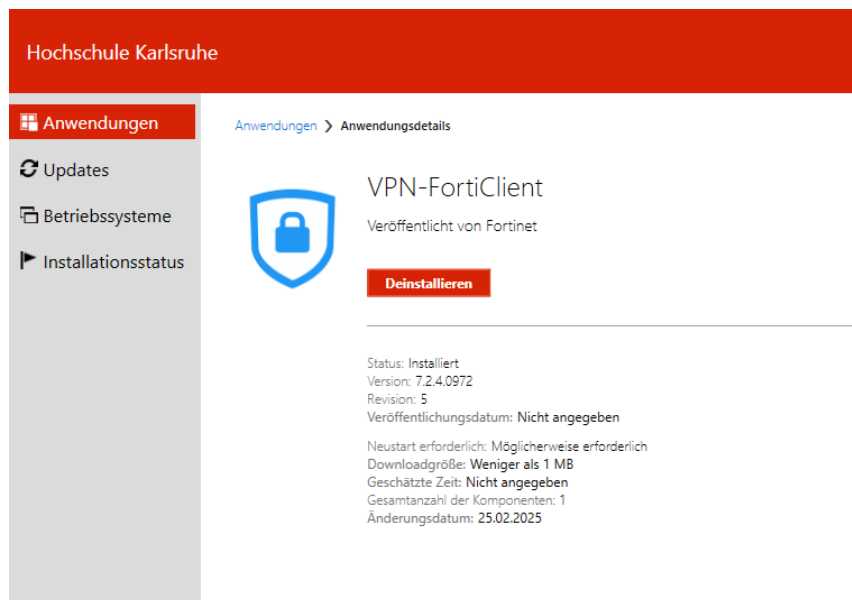 Hochschule Karlsruhe
Anwendungen
Updates
Betriebssysteme
Installationsstatus
Anwendungen ❯ Anwendungsdetails
VPN-FortiClient
Veröffentlicht von Fortinet
Deinstallieren
Status: Installiert
Version: 7.2.4.0972
Revision: 5
Veröffentlichungsdatum: Nicht angegeben
Neustart erforderlich: Möglicherweise erforderlich
Downloadgröße: Weniger als 1 MB
Geschätzte Zeit: Nicht angegeben
Gesamtanzahl der Komponenten: 1
Änderungsdatum: 25.02.2025